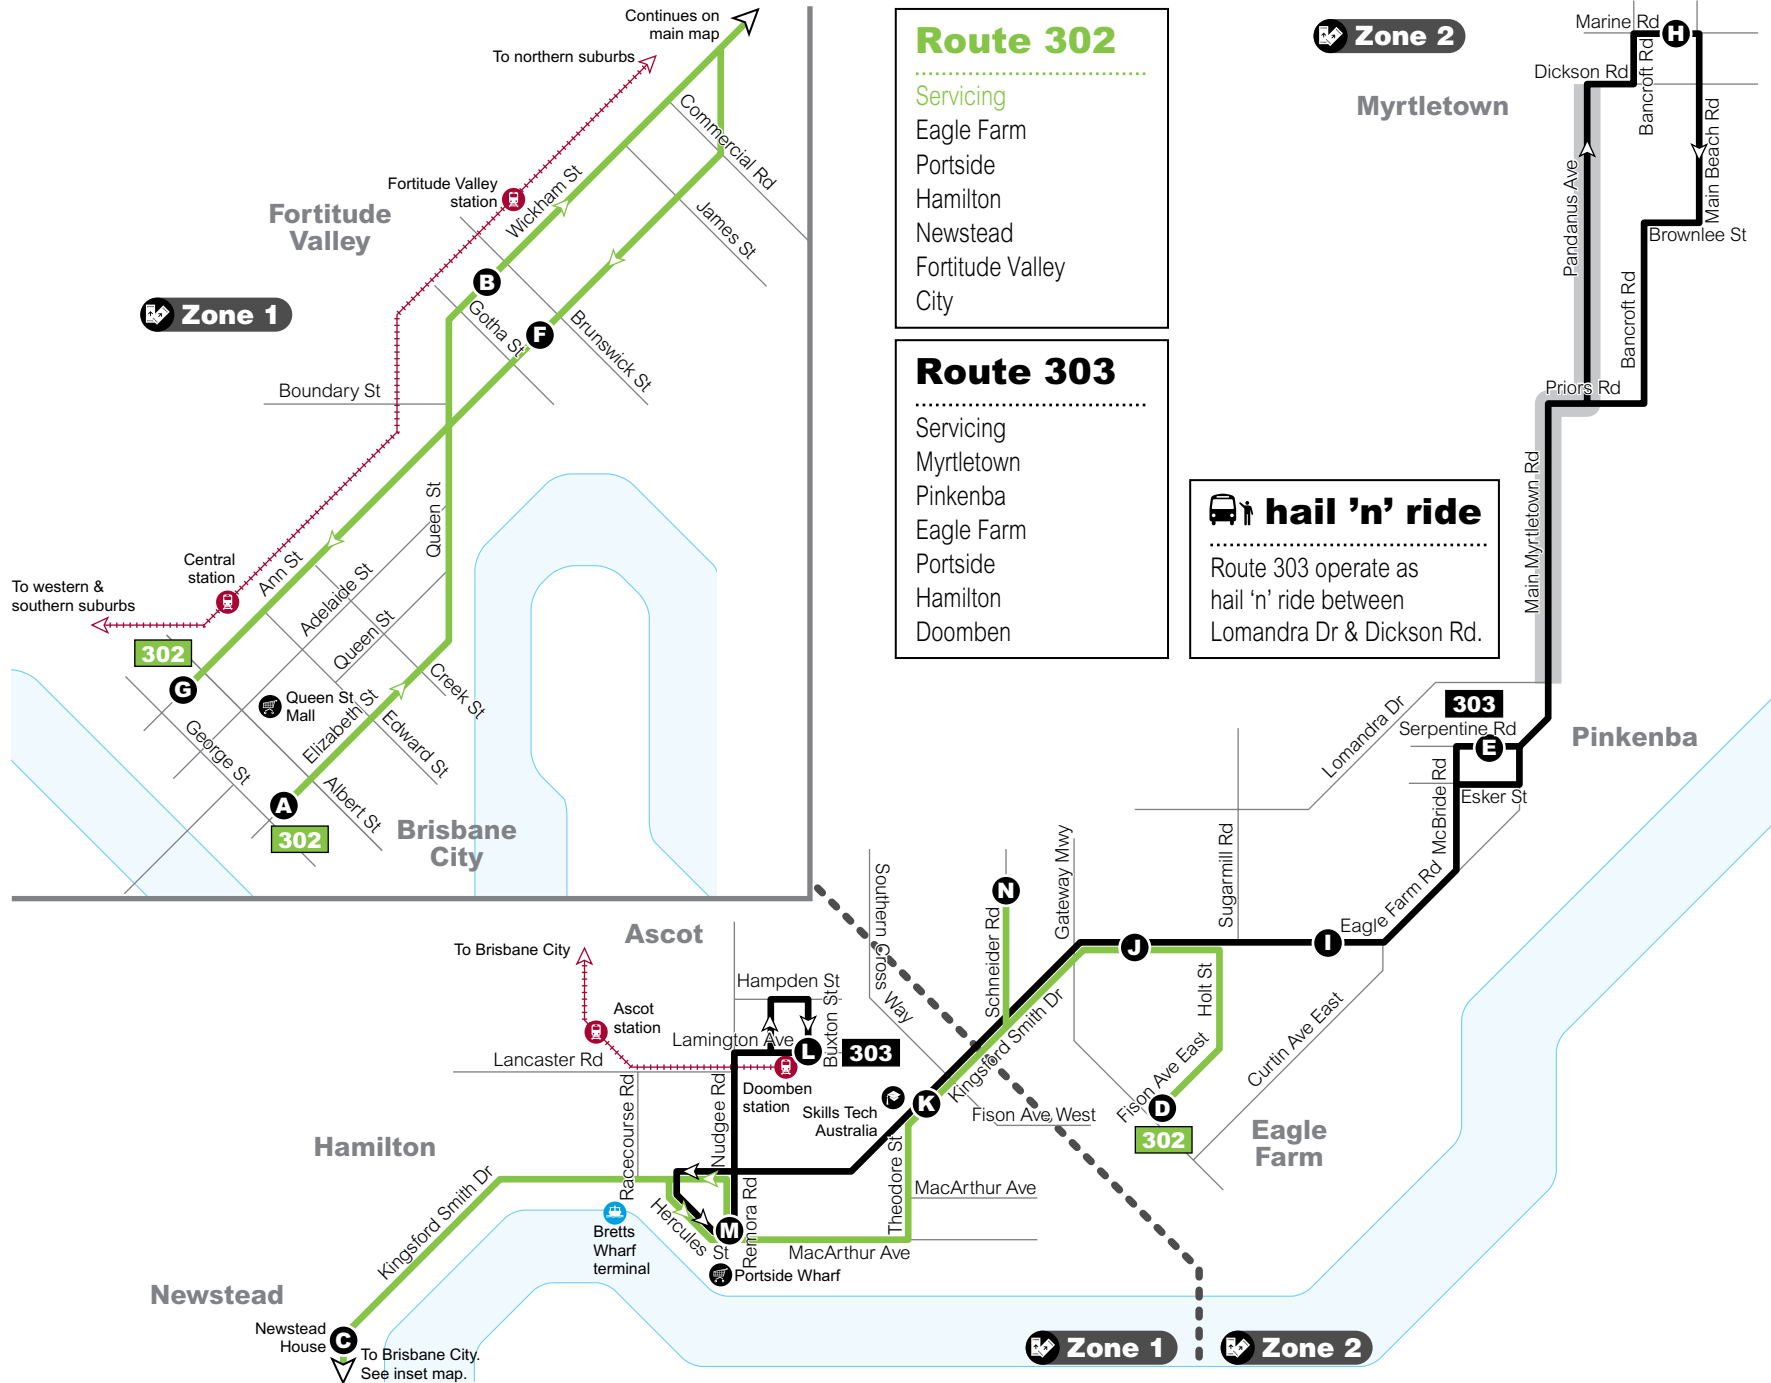 Continues on
main map
To northern suburbs
Commercial Rd
Fortitude Valley
station
Wickham St
Fortitude
Valley
James St
B
Gotha St
F
Brunswick St
Zone 1
Boundary St
Queen St
Central
station
Ann St
Adelaide St
Queen St
To western &
southern suburbs
302
G
Queen St
Mall
Creek St
Elizabeth St
Edward St
George St
A
Albert St
302
Brisbane
City
Route 302
Servicing
Eagle Farm
Portside
Hamilton
Newstead
Fortitude Valley
City
Route 303
Servicing
Myrtletown
Pinkenba
Eagle Farm
Portside
Hamilton
Doomben
hail ’n’ ride
Route 303 operate as
hail ‘n’ ride between
Lomandra Dr & Dickson Rd.
Zone 2
Marine Rd
H
Dickson Rd
Bancroft Rd
Myrtletown
Main Beach Rd
Pandanus Ave
Brownlee St
Bancroft Rd
Priors Rd
Main Myrtletown Rd
Lomandra Dr
303
Serpentine Rd
E
Pinkenba
McBride Rd
Esker St
Sugarmill Rd
Gateway Mwy
Southern Cross Way
N
Schneider Rd
Eagle Farm Rd
J
I
Holt St
Kingsford Smith Dr
Fison Ave East
Curtin Ave East
D
302
Eagle
Farm
Fison Ave West
Ascot
To Brisbane City
Hampden St
Ascot
station
Lamington Ave
Buxton St
L
303
Lancaster Rd
Doomben
station
Racecourse Rd
Nudgee Rd
Skills Tech
Australia
K
Hamilton
Theodore St
MacArthur Ave
Kingsford Smith Dr
Hercules St
M
Remora Rd
MacArthur Ave
Bretts
Wharf
terminal
Portside Wharf
Newstead
Newstead
House
C
To Brisbane City.
See inset map.
Zone 1
Zone 2